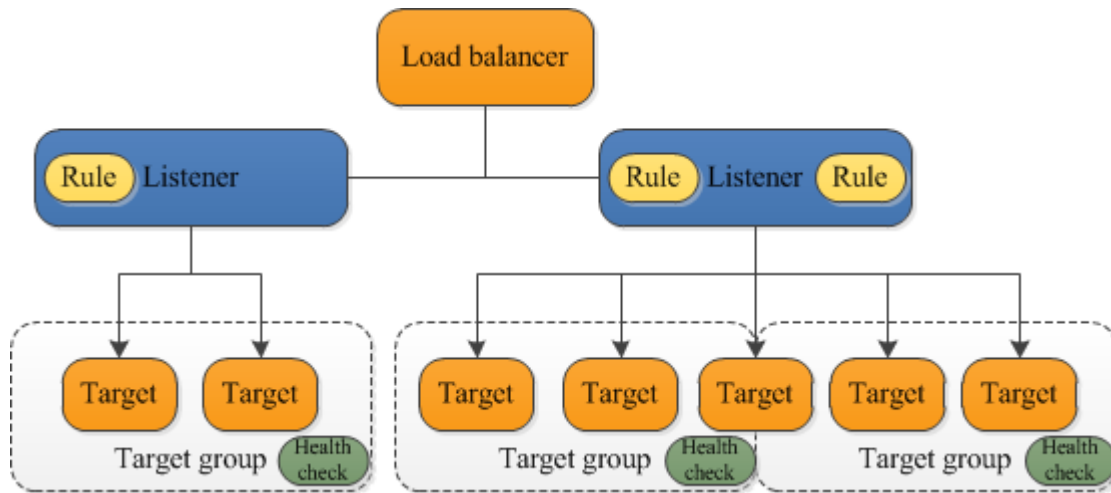 Load balancer
Rule Listener
Rule Listener Rule
Target Target
Target Target Target Target Target
Target group Health check
Target group Health check
Target group Health check